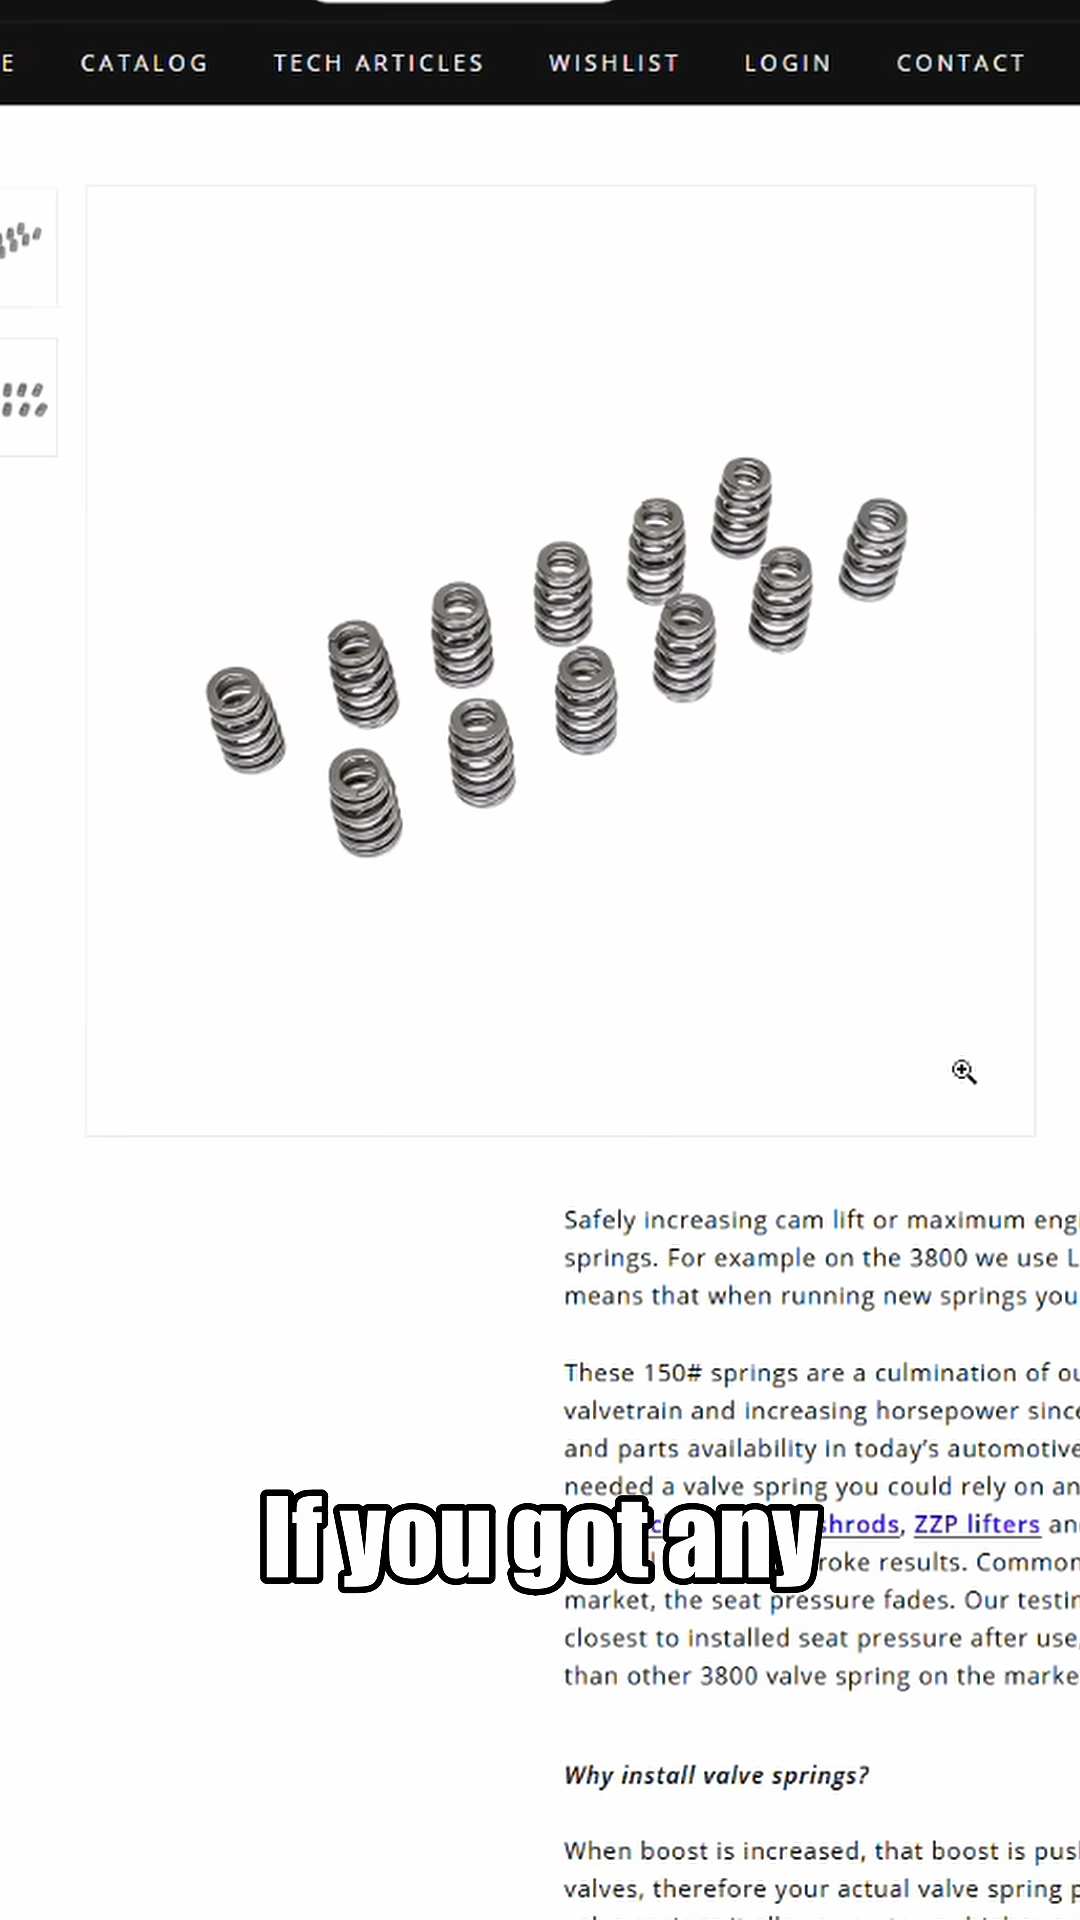 E CATALOG TECH ARTICLES WISHLIST LOGIN CONTACT
Safely increasing cam lift or maximum eng
springs. For example on the 3800 we use L
means that when running new springs you
These 150# springs are a culmination of ou
valvetrain and increasing horsepower since
and parts availability in today's automotive
needed a valve spring you could rely on an
shrods, ZZP lifters an
If you got any
roke results. Common
market, the seat pressure fades. Our testin
closest to installed seat pressure after use,
than other 3800 valve spring on the marke
Why install valve springs?
When boost is increased, that boost is pus
valves, therefore your actual valve spring p